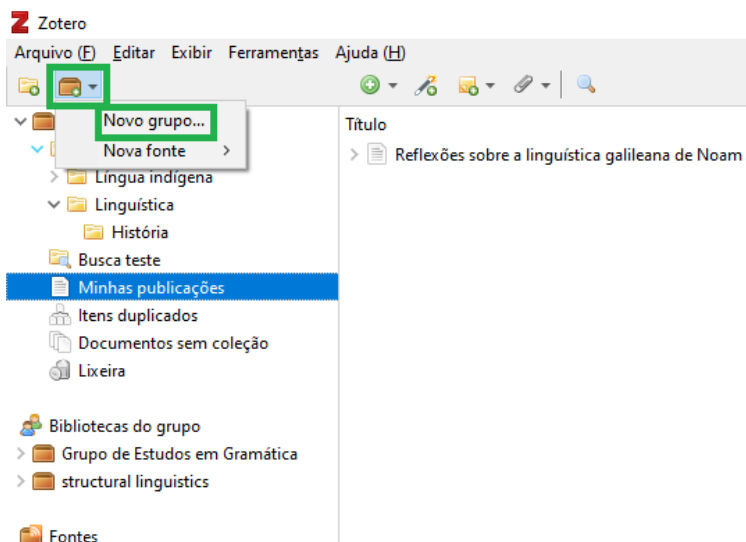 Zotero
Arquivo (F) Editar Exibir Ferramentas Ajuda (H)
Novo grupo...
Nova fonte
Título
Reflexões sobre a linguística galileana de Noam
Língua indígena
Linguística
História
Busca teste
Minhas publicações
Itens duplicados
Documentos sem coleção
Lixeira
Bibliotecas do grupo
Grupo de Estudos em Gramática
structural linguistics
Fontes